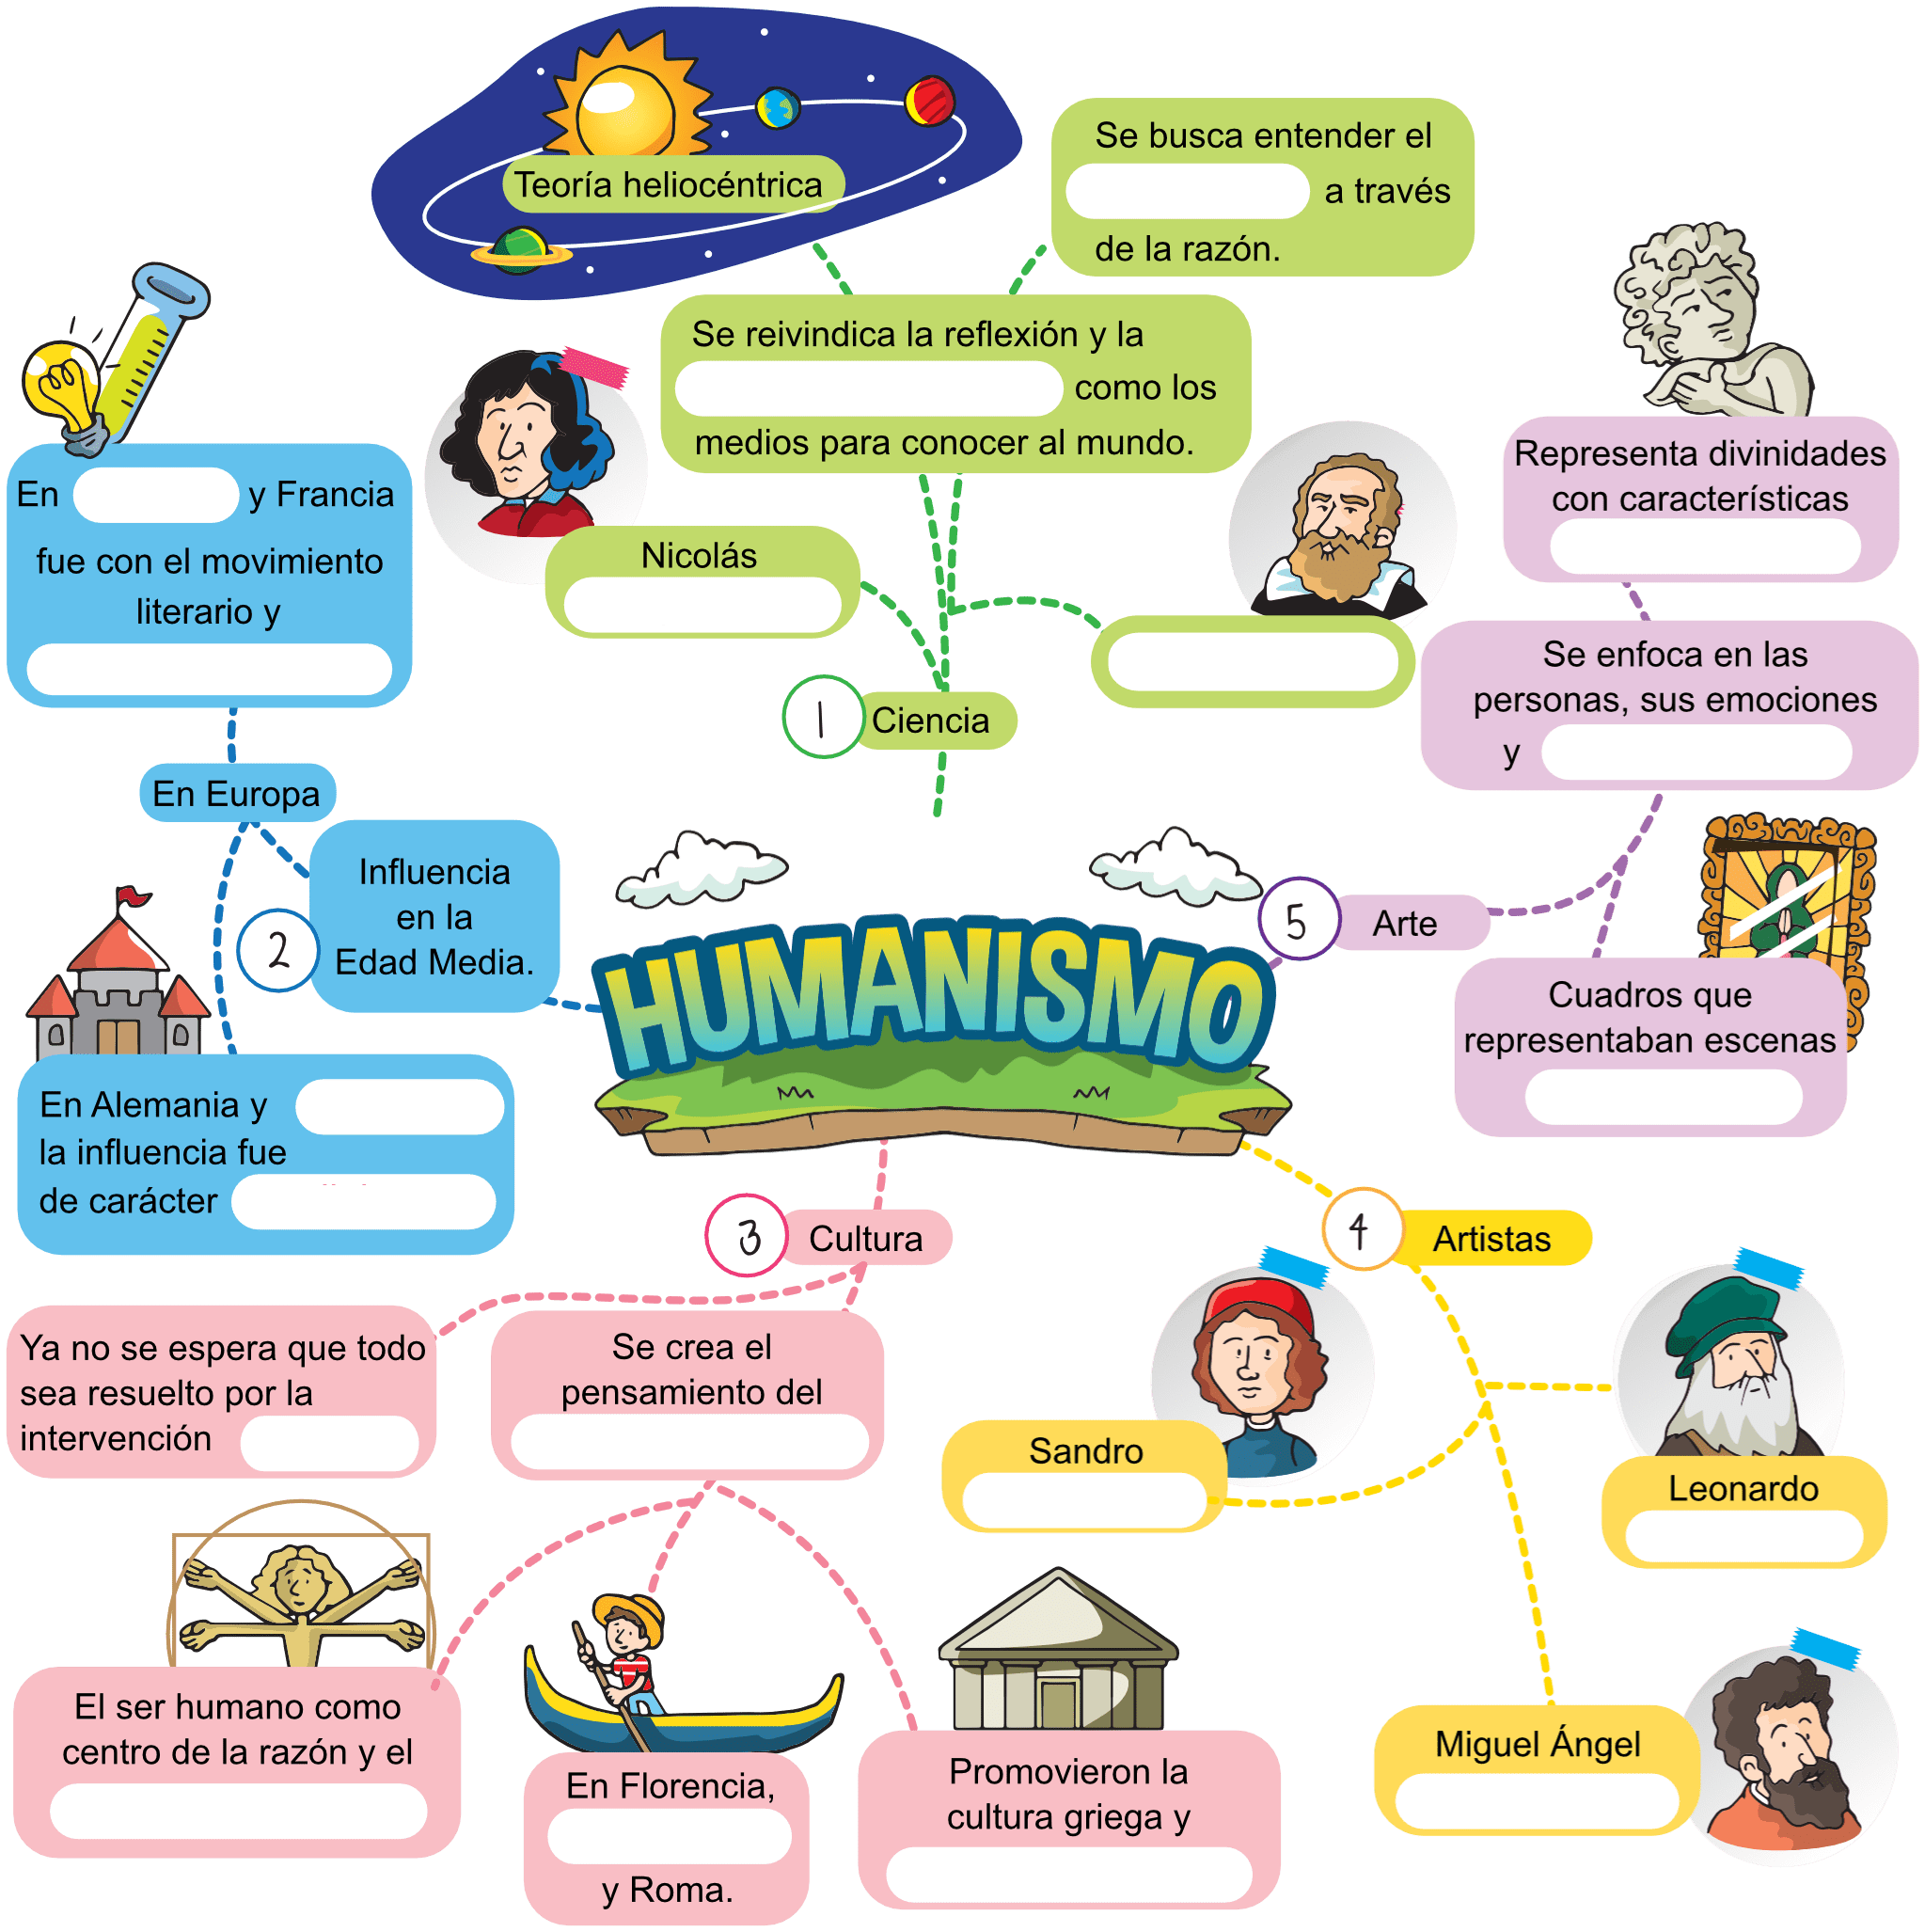 Teoría heliocéntrica
Se busca entender el
a través
de la razón.
Se reivindica la reflexión y la
como los
medios para conocer al mundo.
Nicolás
1
Ciencia
En y Francia
fue con el movimiento
literario y
En Europa
Influencia
en la
Edad Media.
2
En Alemania y
la influencia fue
de carácter
Representa divinidades
con características
Se enfoca en las
personas, sus emociones
y
5
Arte
Cuadros que
representaban escenas
HUMANISMO
3
Cultura
Ya no se espera que todo
sea resuelto por la
intervención
Se crea el
pensamiento del
El ser humano como
centro de la razón y el
En Florencia,
y Roma.
Promovieron la
cultura griega y
4
Artistas
Sandro
Leonardo
Miguel Ángel